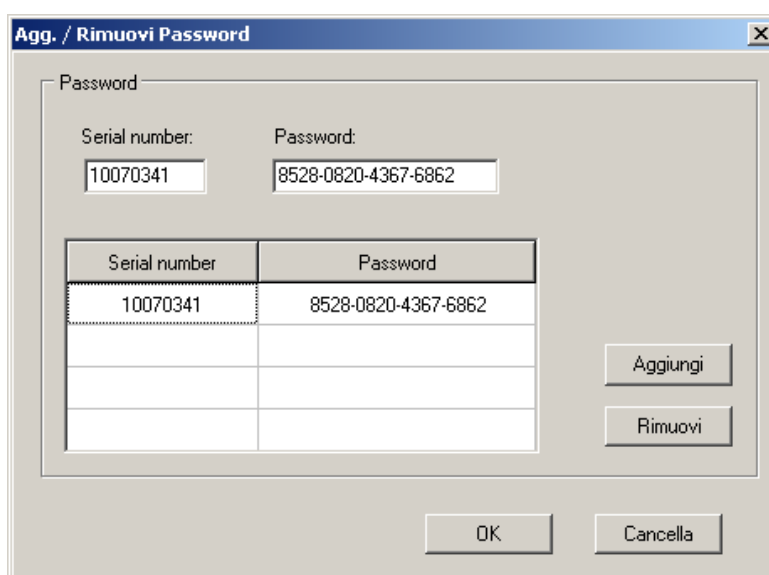 Agg. / Rimuovi Password
Password
Serial number: Password:
10070341 8528-0820-4367-6862
Serial number Password
10070341 8528-0820-4367-6862
Aggiungi
Rimuovi
OK Cancella